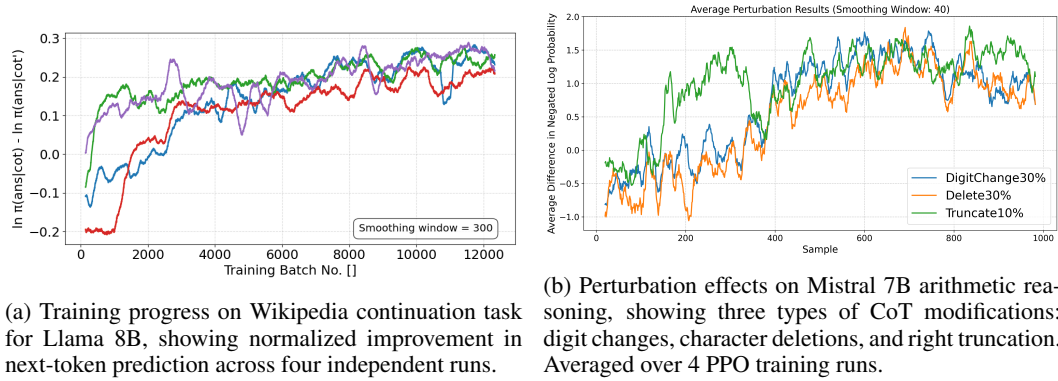 0.3
0.2
0.1
0.0
−0.1
−0.2
ln π(ans|cot) - ln π(ans|cot')
0
2000
4000
6000
8000
10000
12000
Training Batch No. []
Smoothing window = 300
(a) Training progress on Wikipedia continuation task
for Llama 8B, showing normalized improvement in
next-token prediction across four independent runs.
Average Perturbation Results (Smoothing Window: 40)
2.0
1.5
1.0
0.5
0.0
−0.5
−1.0
Average Difference in Negated Log Probability
0
200
400
600
800
1000
Sample
DigitChange30%
Delete30%
Truncate10%
(b) Perturbation effects on Mistral 7B arithmetic rea-
soning, showing three types of CoT modifications:
digit changes, character deletions, and right truncation.
Averaged over 4 PPO training runs.